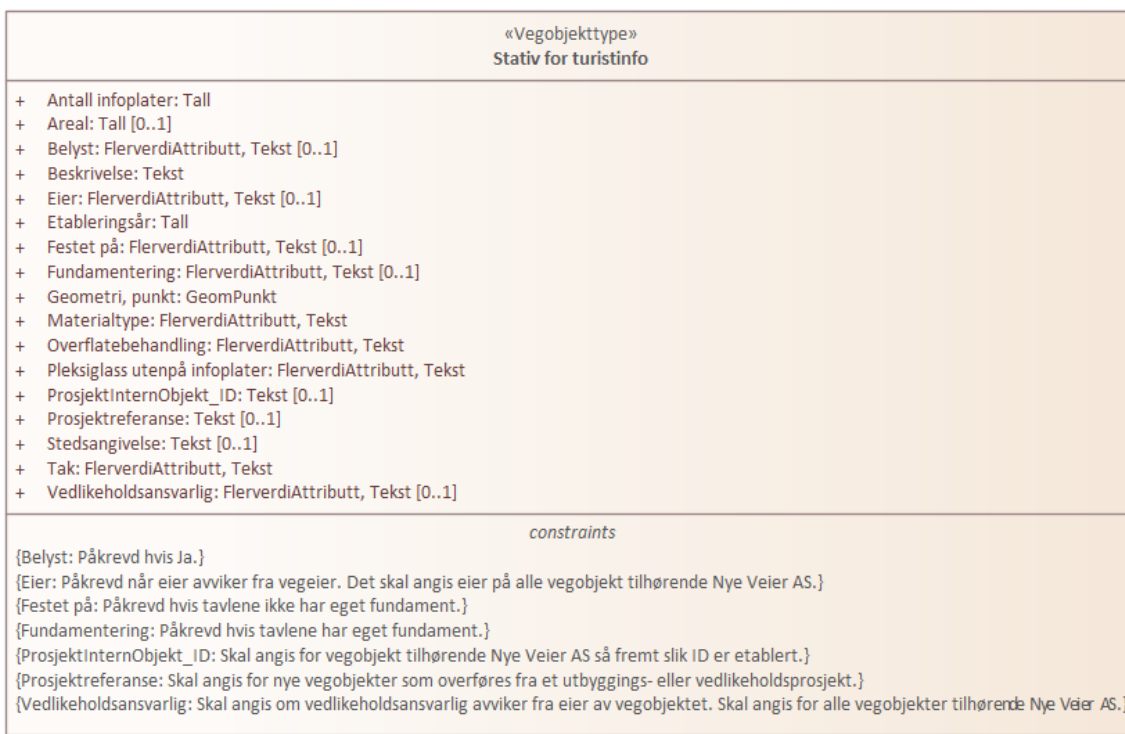 «Vegobjekttype»
Stativ for turistinfo
+ Antall infoplater: Tall
+ Areal: Tall [0..1]
+ Belyst: FlerverdiAttributt, Tekst [0..1]
+ Beskrivelse: Tekst
+ Eier: FlerverdiAttributt, Tekst [0..1]
+ Etableringsår: Tall
+ Festet på: FlerverdiAttributt, Tekst [0..1]
+ Fundamentering: FlerverdiAttributt, Tekst [0..1]
+ Geometri, punkt: GeomPunkt
+ Materialtype: FlerverdiAttributt, Tekst
+ Overflatebehandling: FlerverdiAttributt, Tekst
+ Pleksiglass utenpå infoplater: FlerverdiAttributt, Tekst
+ ProsjektInternObjekt_ID: Tekst [0..1]
+ Prosjektreferanse: Tekst [0..1]
+ Stedsangivelse: Tekst [0..1]
+ Tak: FlerverdiAttributt, Tekst
+ Vedlikeholdsansvarlig: FlerverdiAttributt, Tekst [0..1]
constraints
{Belyst: Påkrevd hvis Ja.}
{Eier: Påkrevd når eier avviker fra vegeier. Det skal angis eier på alle vegobjekt tilhørende Nye Veier AS.}
{Festet på: Påkrevd hvis tavlene ikke har eget fundament.}
{Fundamentering: Påkrevd hvis tavlene har eget fundament.}
{ProsjektInternObjekt_ID: Skal angis for vegobjekt tilhørende Nye Veier AS så fremt slik ID er etablert.}
{Prosjektreferanse: Skal angis for nye vegobjekter som overføres fra et utbyggings- eller vedlikeholdsprosjekt.}
{Vedlikeholdsansvarlig: Skal angis om vedlikeholdsansvarlig avviker fra eier av vegobjektet. Skal angis for alle vegobjekter tilhørende Nye Veier AS.}